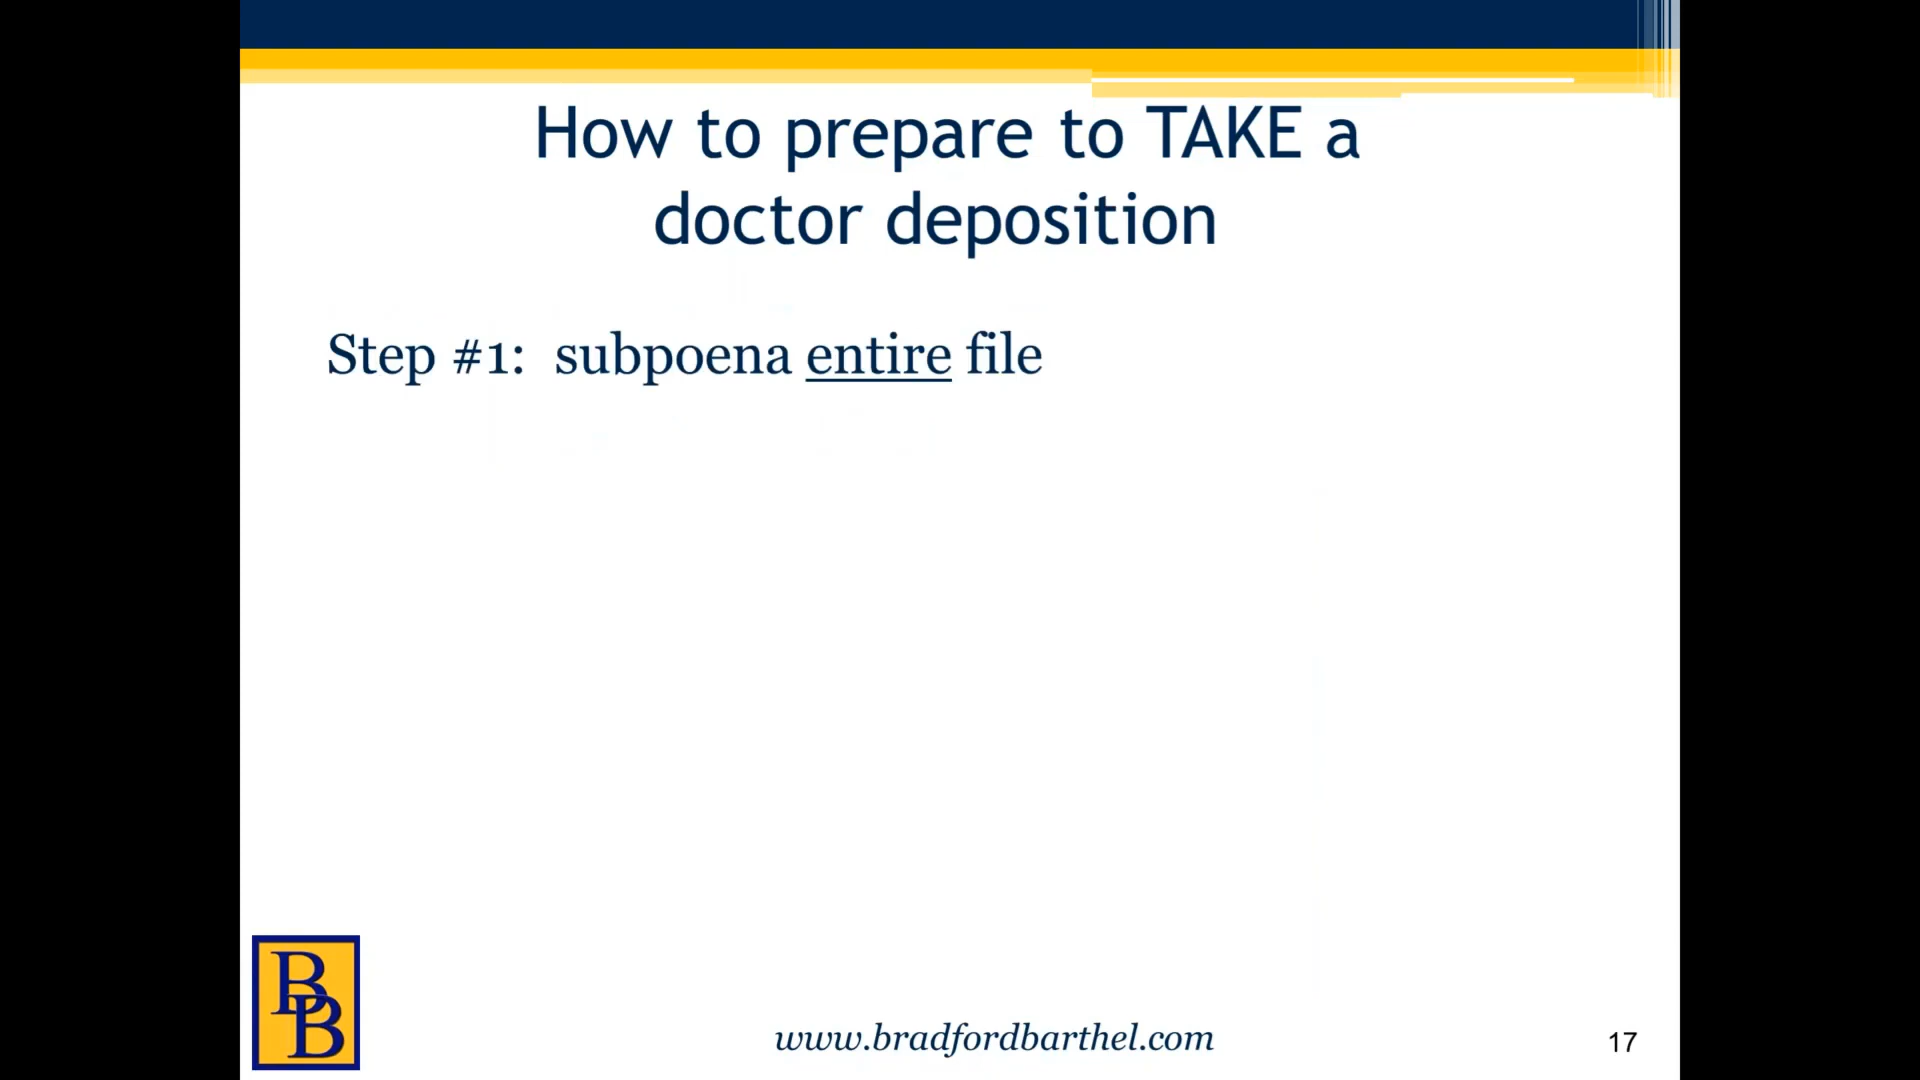 How to prepare to TAKE a
doctor deposition
Step #1: subpoena entire file
BB
www.bradfordbarthel.com
17